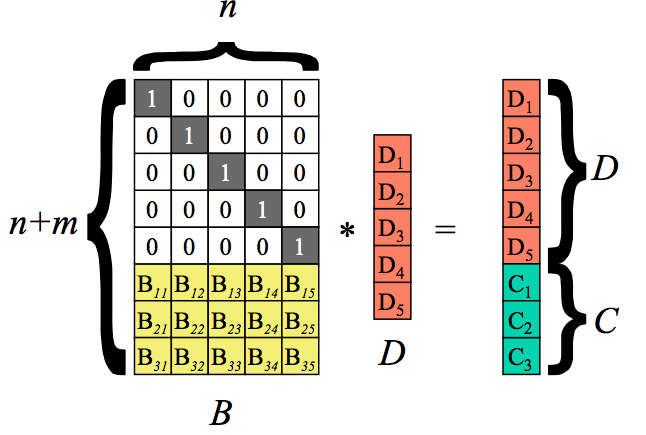 n
1 0 0 0 0 D₁
0 1 0 0 0 D₁ D₂
0 0 1 0 0 D₂ D₃ D
n+m 0 0 0 1 0 * D₃ = D₄
0 0 0 0 1 D₄ D₅
B₁₁ B₁₂ B₁₃ B₁₄ B₁₅ D₅ C₁
B₂₁ B₂₂ B₂₃ B₂₄ B₂₅ C₂ C
B₃₁ B₃₂ B₃₃ B₃₄ B₃₅ D C₃
B